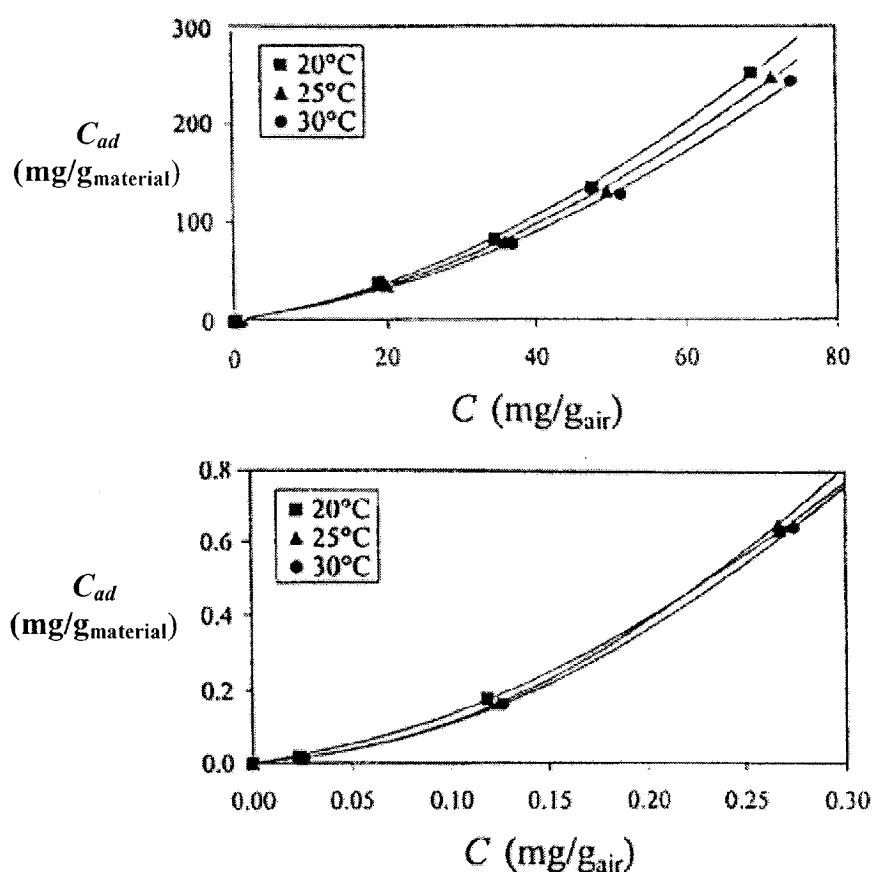 300
200
100
0
C_ad
(mg/g_material)
■ 20°C
▲ 25°C
● 30°C
0 20 40 60 80
C (mg/g_air)
0.8
0.6
0.4
0.2
0.0
C_ad
(mg/g_material)
■ 20°C
▲ 25°C
● 30°C
0.00 0.05 0.10 0.15 0.20 0.25 0.30
C (mg/g_air)